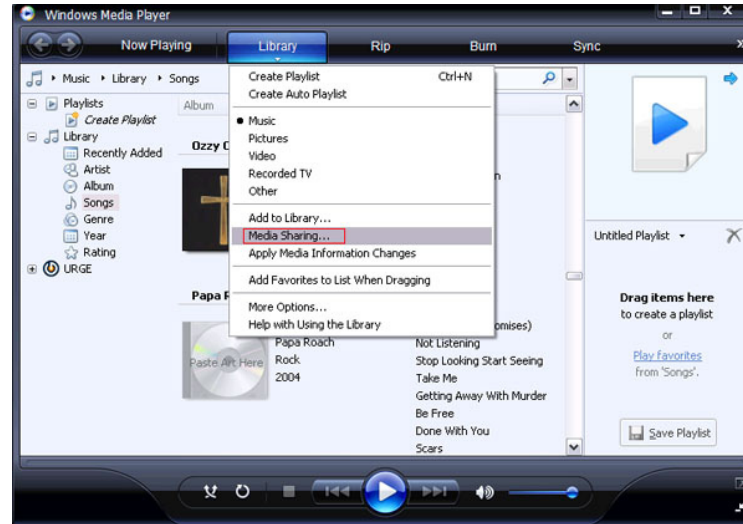 Windows Media Player
Now Playing
Library
Rip
Burn
Sync
Music
Library
Songs
Playlists
Create Playlist
Library
Recently Added
Artist
Album
Songs
Genre
Year
Rating
URGE
Album
Ozzy
Papa
Paste Art Here
Papa Roach
Rock
2004
Create Playlist Ctrl+N
Create Auto Playlist
Music
Pictures
Video
Recorded TV
Other
Add to Library...
Media Sharing...
Apply Media Information Changes
Add Favorites to List When Dragging
More Options...
Help with Using the Library
omises)
Not Listening
Stop Looking Start Seeing
Take Me
Getting Away With Murder
Be Free
Done With You
Scars
Untitled Playlist
Drag items here
to create a playlist
or
Play favorites
from 'Songs'.
Save Playlist